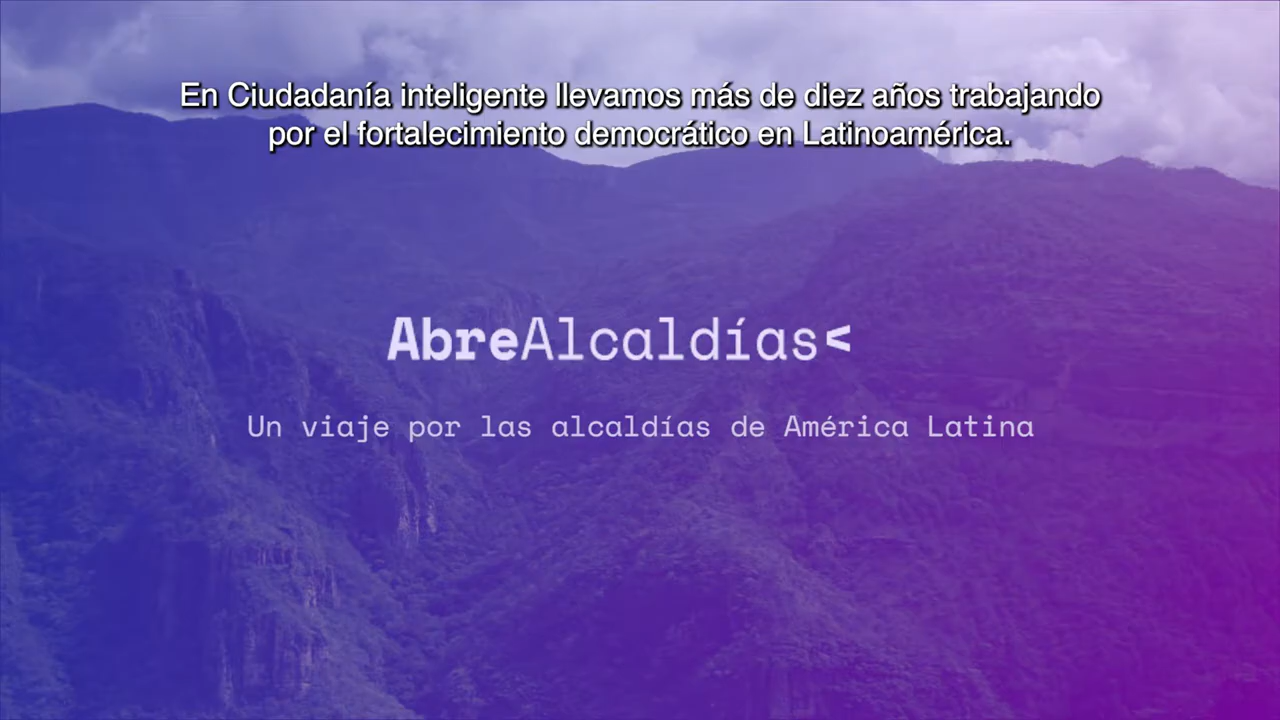 En Ciudadanía inteligente llevamos más de diez años trabajando
por el fortalecimiento democrático en Latinoamérica.
AbreAlcaldías<
Un viaje por las alcaldías de América Latina